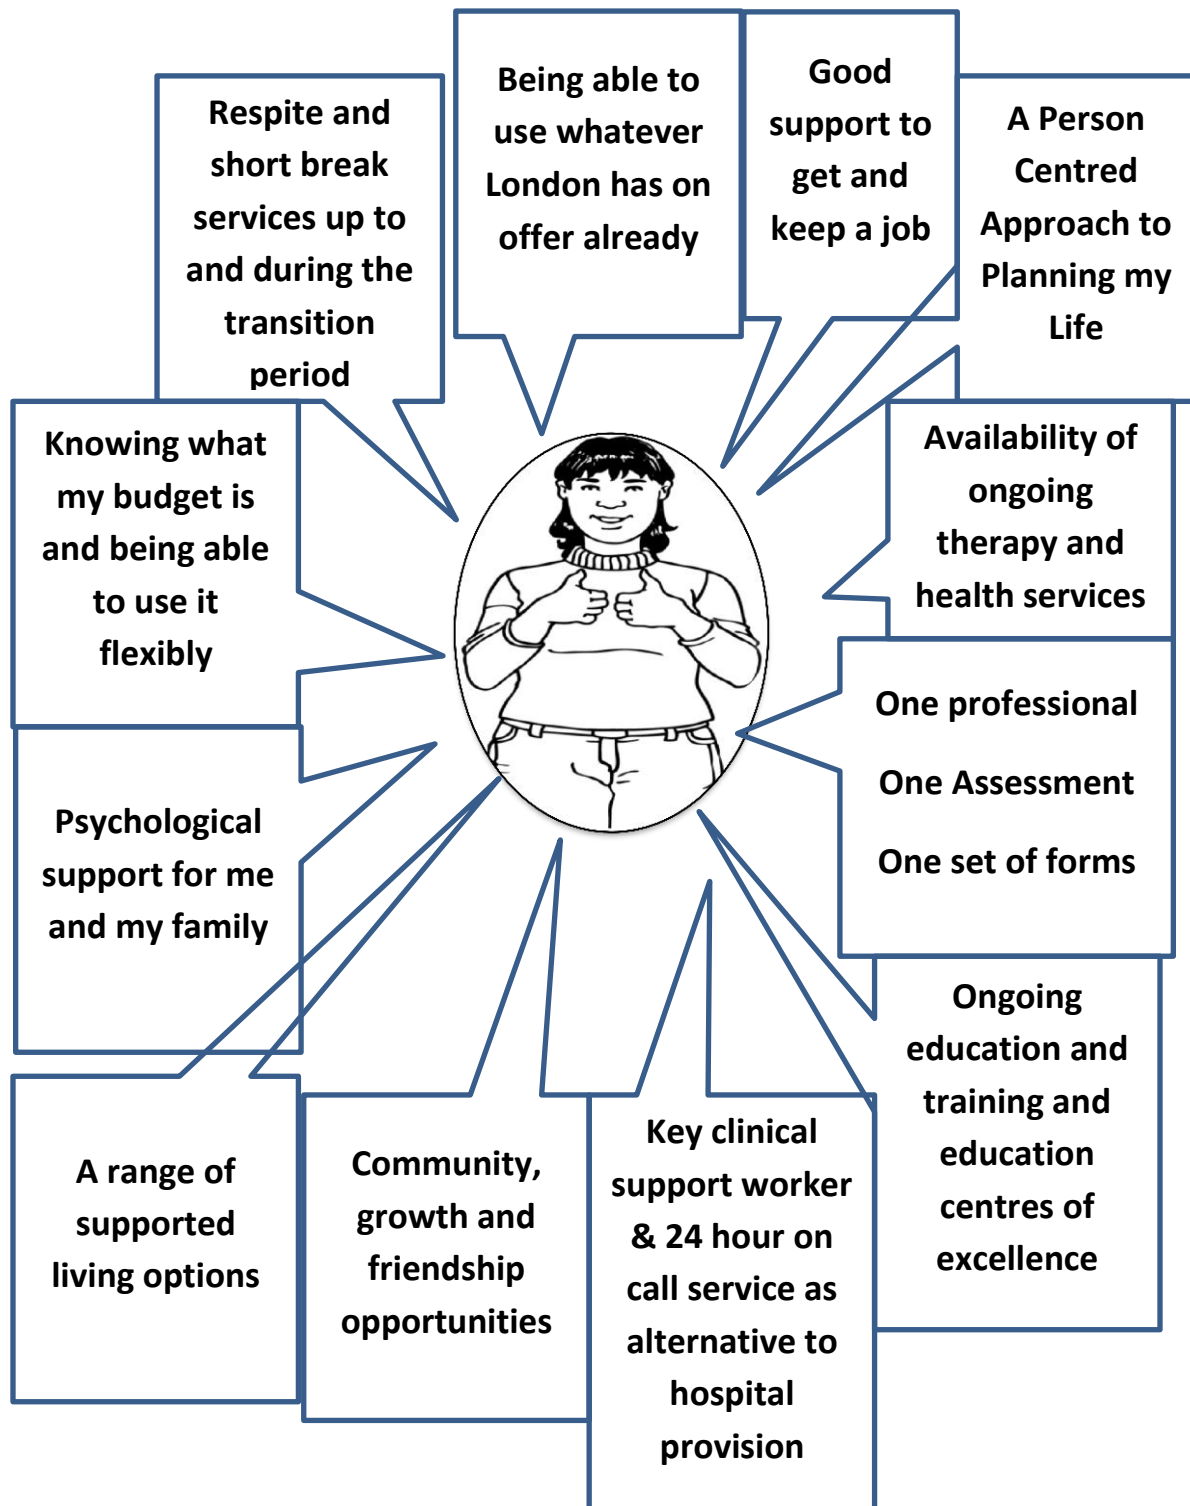 Respite and
short break
services up to
and during the
transition
period
Being able to
use whatever
London has on
offer already
Good
support to
get and
keep a job
A Person
Centred
Approach to
Planning my
Life
Knowing what
my budget is
and being able
to use it
flexibly
Availability of
ongoing
therapy and
health services
One professional
One Assessment
One set of forms
Psychological
support for me
and my family
Ongoing
education and
training and
education
centres of
excellence
A range of
supported
living options
Community,
growth and
friendship
opportunities
Key clinical
support worker
& 24 hour on
call service as
alternative to
hospital
provision